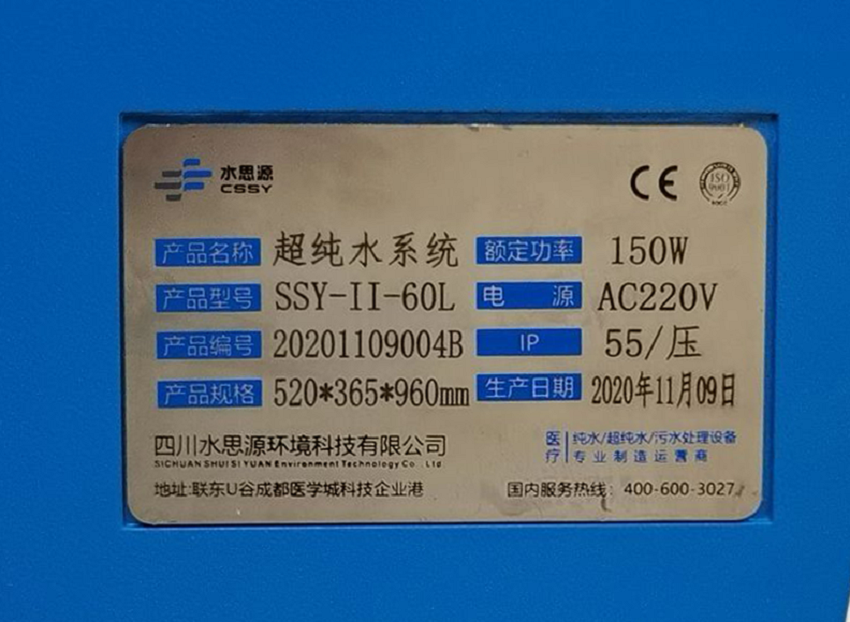 水思源
CSSY
CE
ISO
9001
产品名称 超纯水系统 额定功率 150W
产品型号 SSY-II-60L 电源 AC220V
产品编号 20201109004B IP 55/压
产品规格 520*365*960mm 生产日期 2020年11月09日
四川水思源环境科技有限公司
SICHUAN SHUI SI YUAN Environment Technology Co., Ltd
医疗 纯水/超纯水/污水处理设备
专业制造运营商
地址:联东U谷成都医学城科技企业港 国内服务热线: 400-600-3027